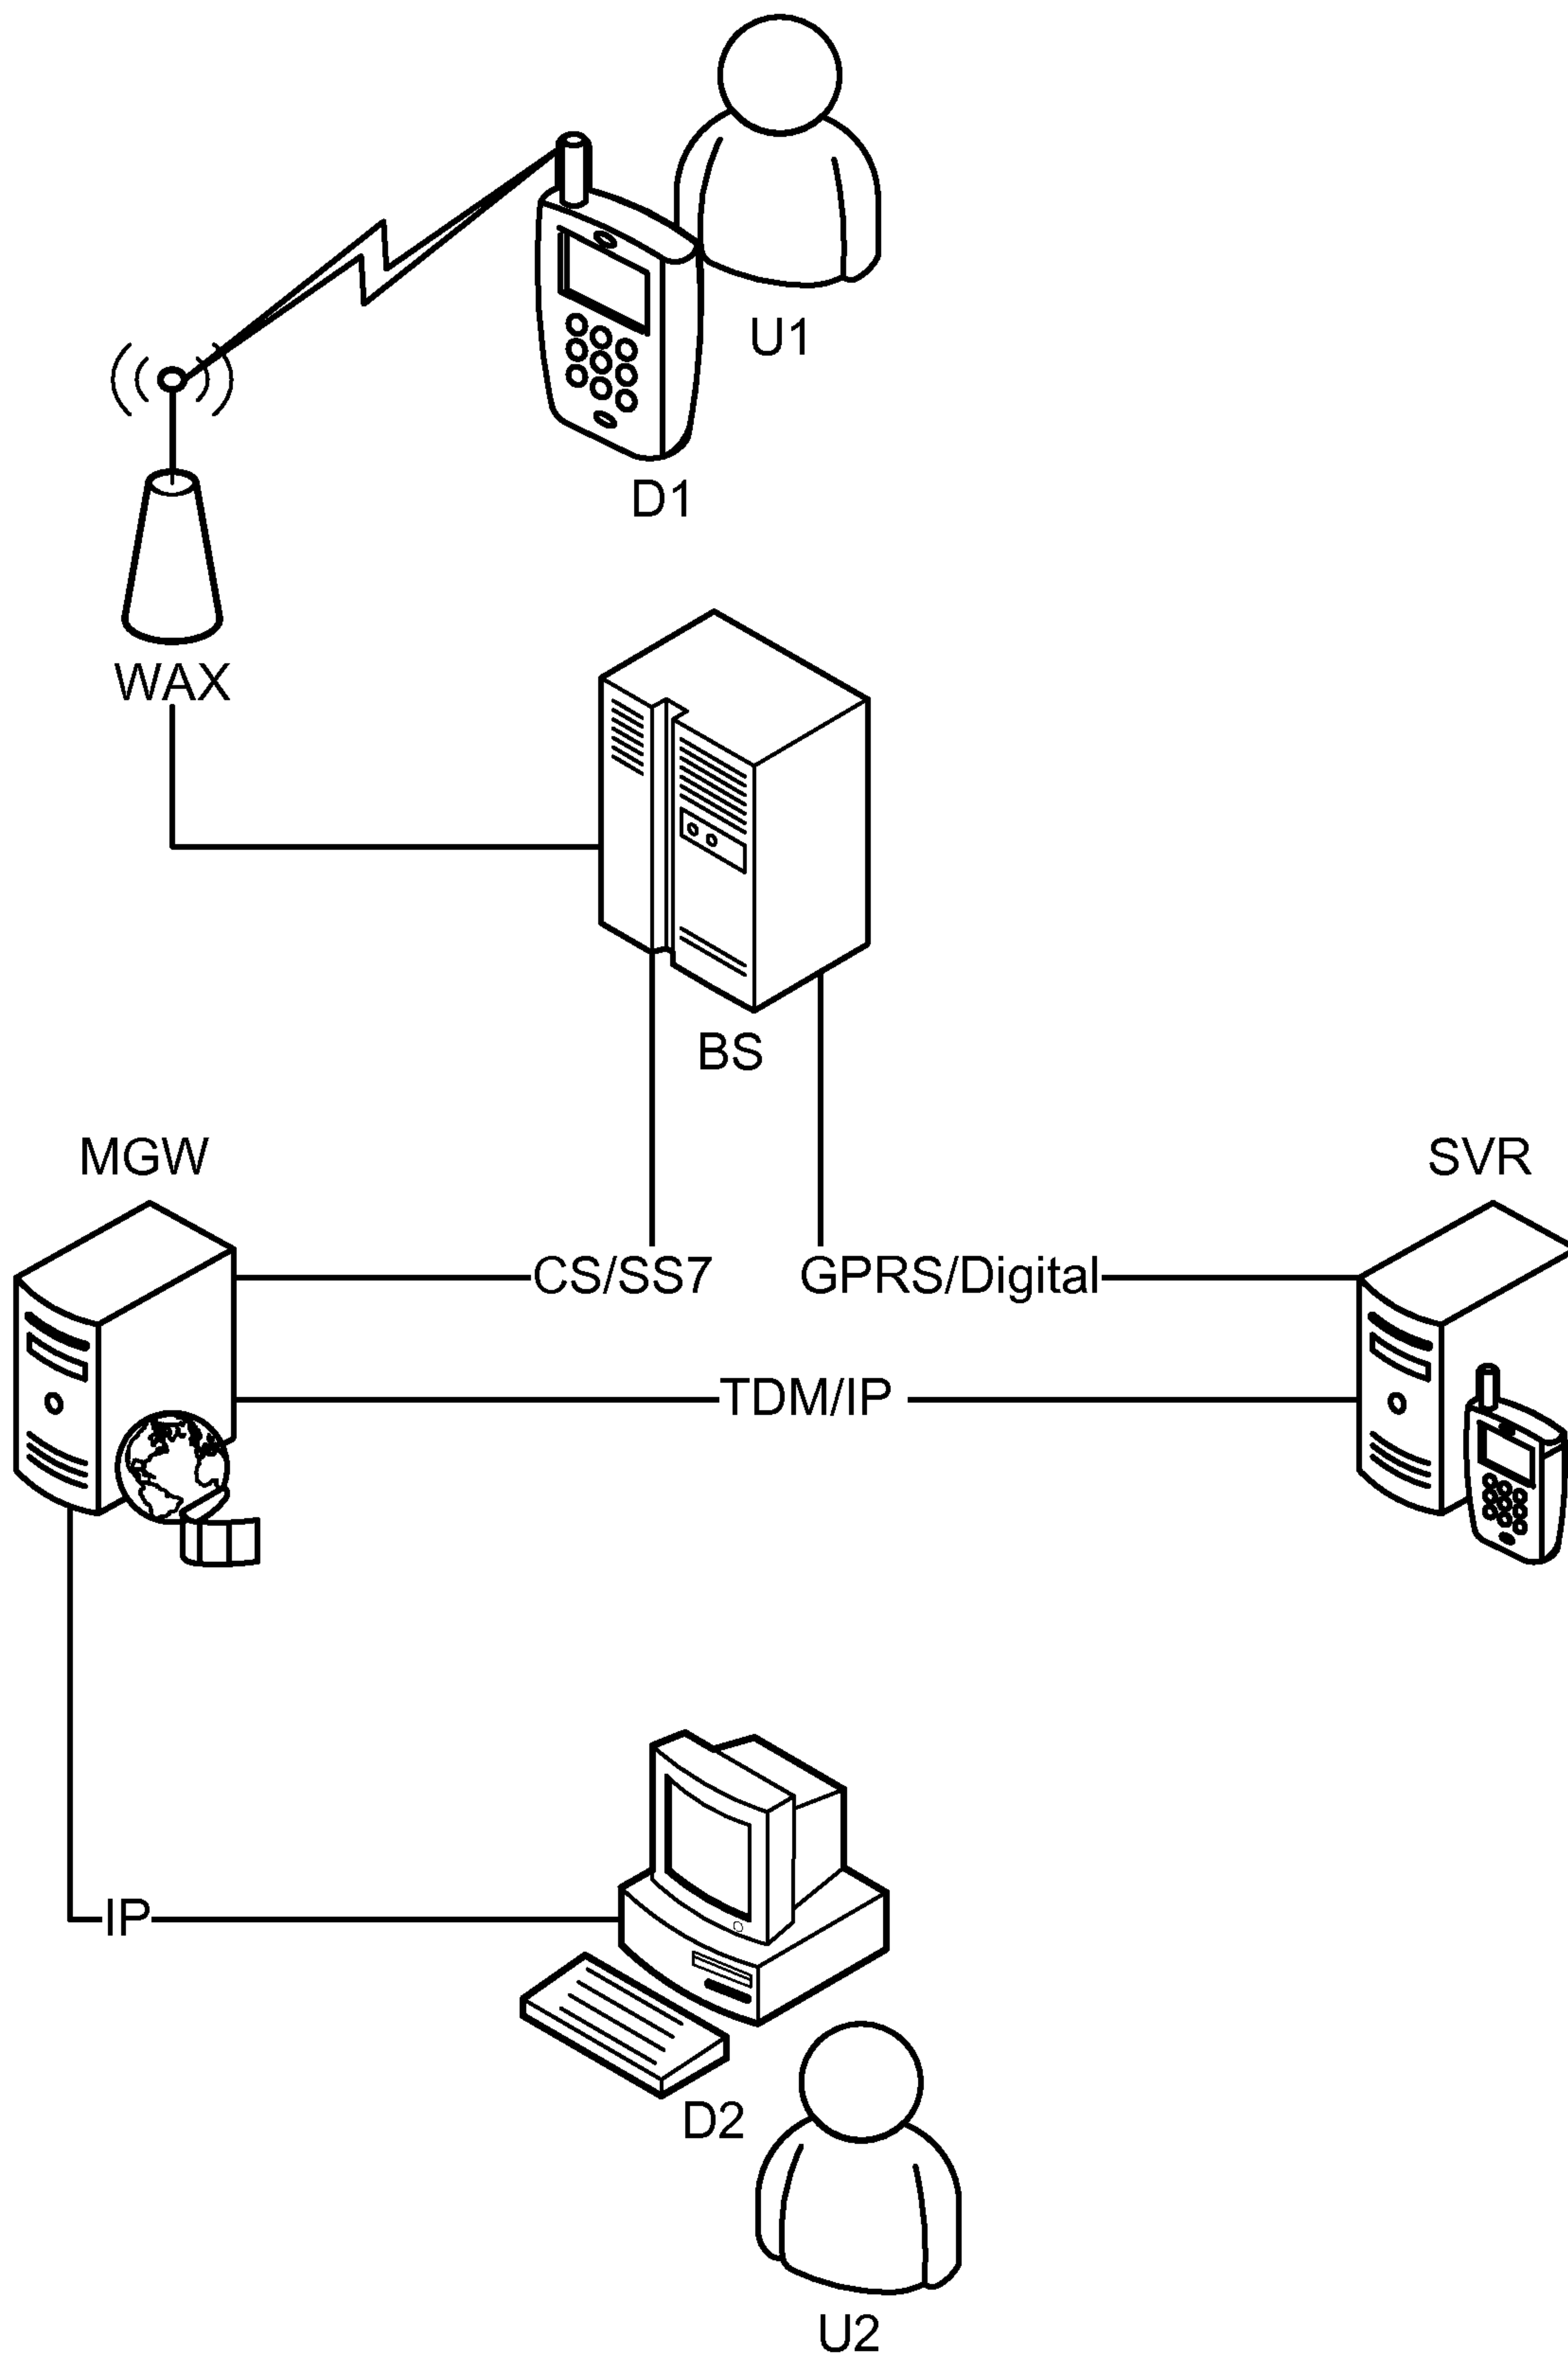 U1
D1
WAX
BS
MGW
SVR
CS/SS7
GPRS/Digital
TDM/IP
IP
D2
U2